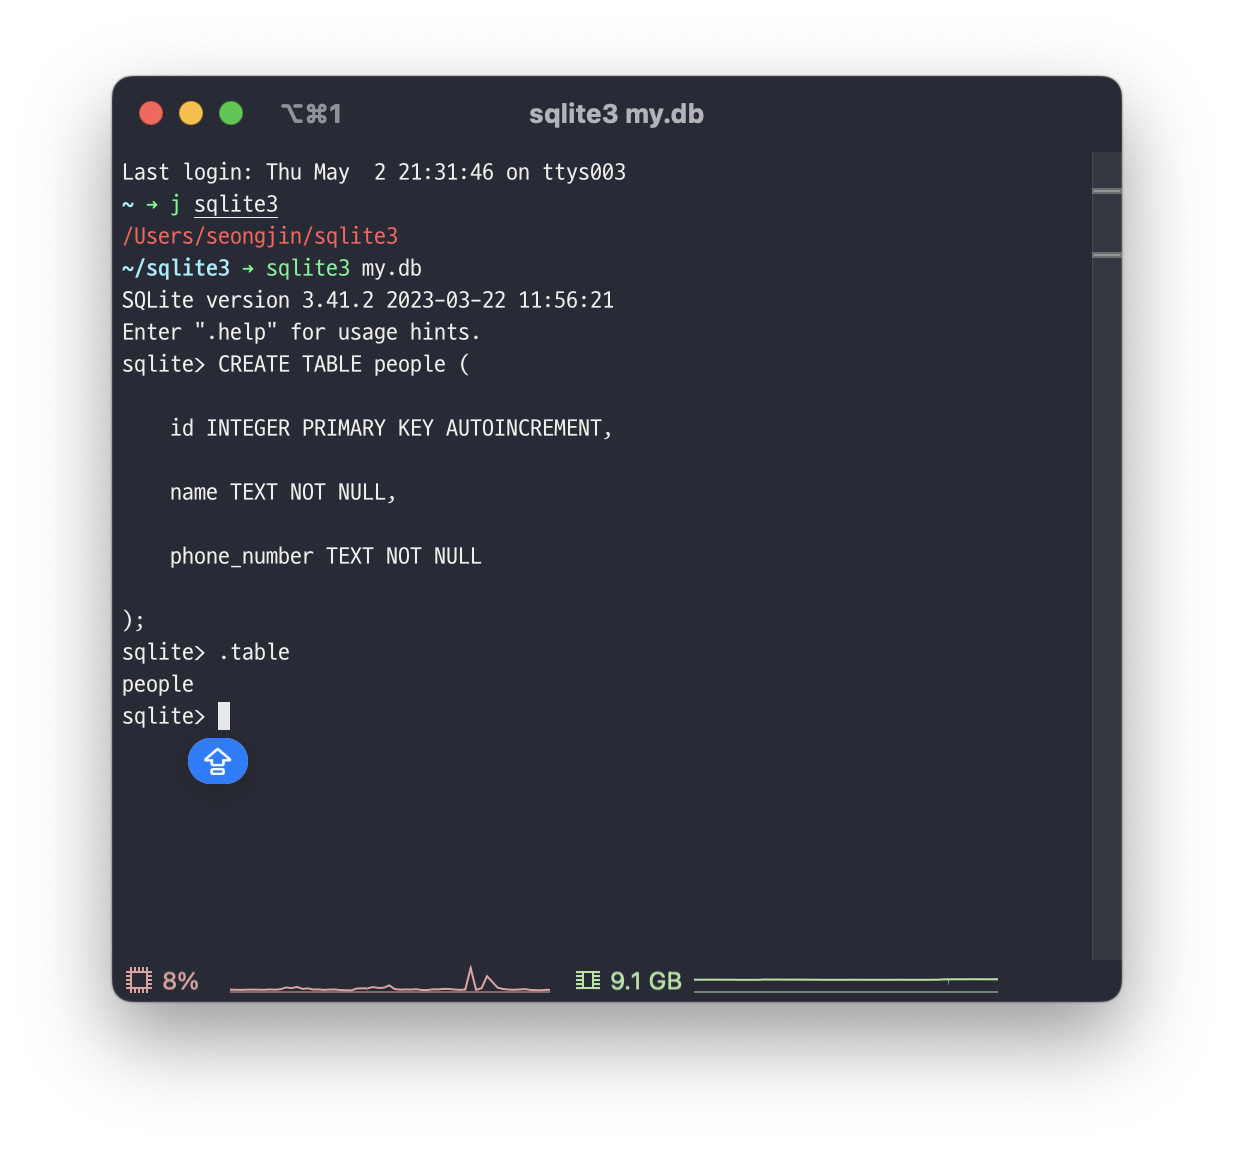 ⌥⌘1 sqlite3 my.db
Last login: Thu May  2 21:31:46 on ttys003
~ → j sqlite3
/Users/seongjin/sqlite3
~/sqlite3 → sqlite3 my.db
SQLite version 3.41.2 2023-03-22 11:56:21
Enter ".help" for usage hints.
sqlite> CREATE TABLE people (
    id INTEGER PRIMARY KEY AUTOINCREMENT,
    name TEXT NOT NULL,
    phone_number TEXT NOT NULL
);
sqlite> .table
people
sqlite>
8% 9.1 GB